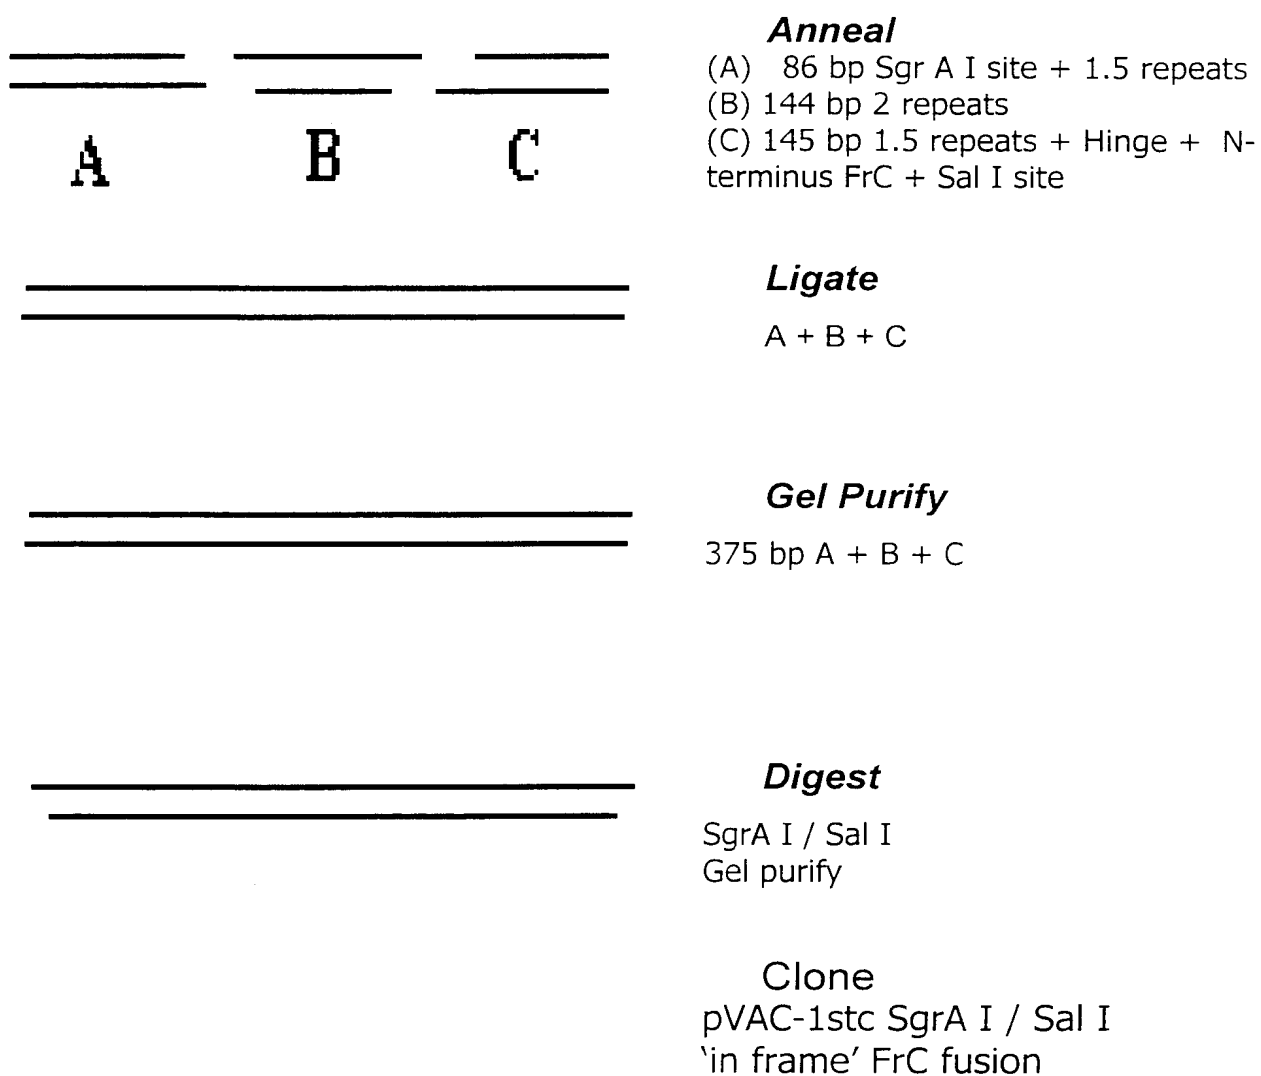 Anneal
(A) 86 bp Sgr A I site + 1.5 repeats
(B) 144 bp 2 repeats
(C) 145 bp 1.5 repeats + Hinge + N-
terminus FrC + Sal I site
A B C
Ligate
A + B + C
Gel Purify
375 bp A + B + C
Digest
SgrA I / Sal I
Gel purify
Clone
pVAC-1stc SgrA I / Sal I
'in frame' FrC fusion